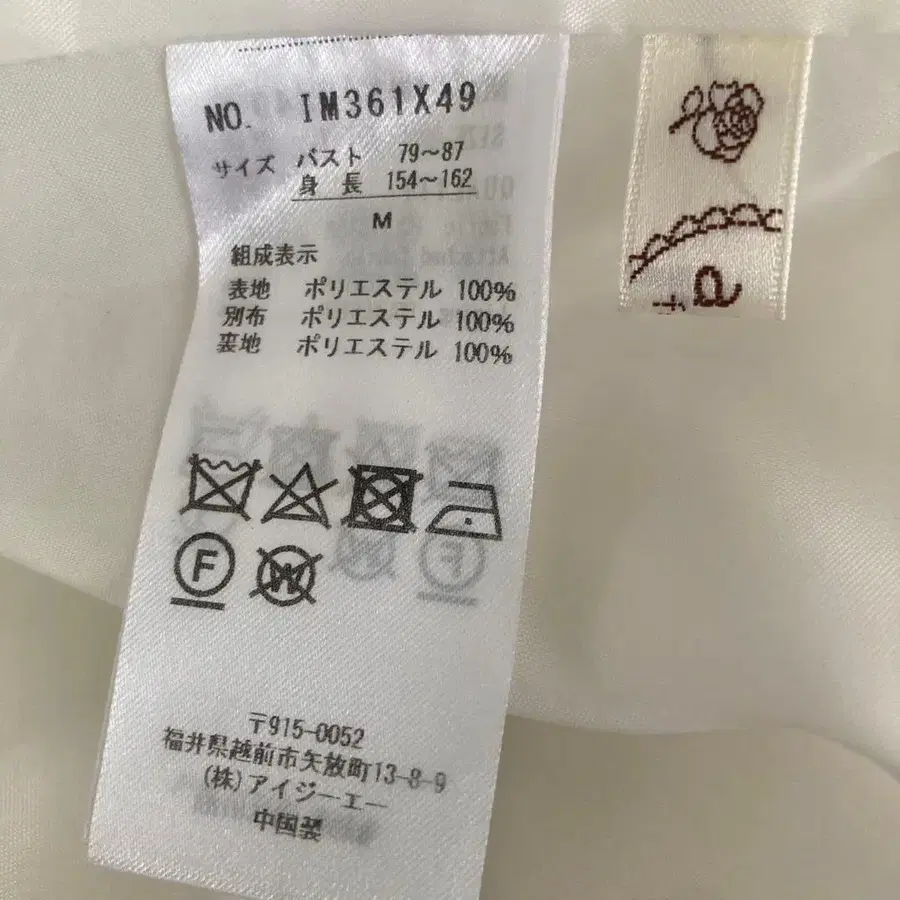 NO. IM361X49
サイズ バスト 79~87
身長 154~162
M
組成表示
表地 ポリエステル 100%
別布 ポリエステル 100%
裏地 ポリエステル 100%
F
W
〒915-0052
福井県越前市矢放町13-8-9
(株)アイジーエー
中国製
a